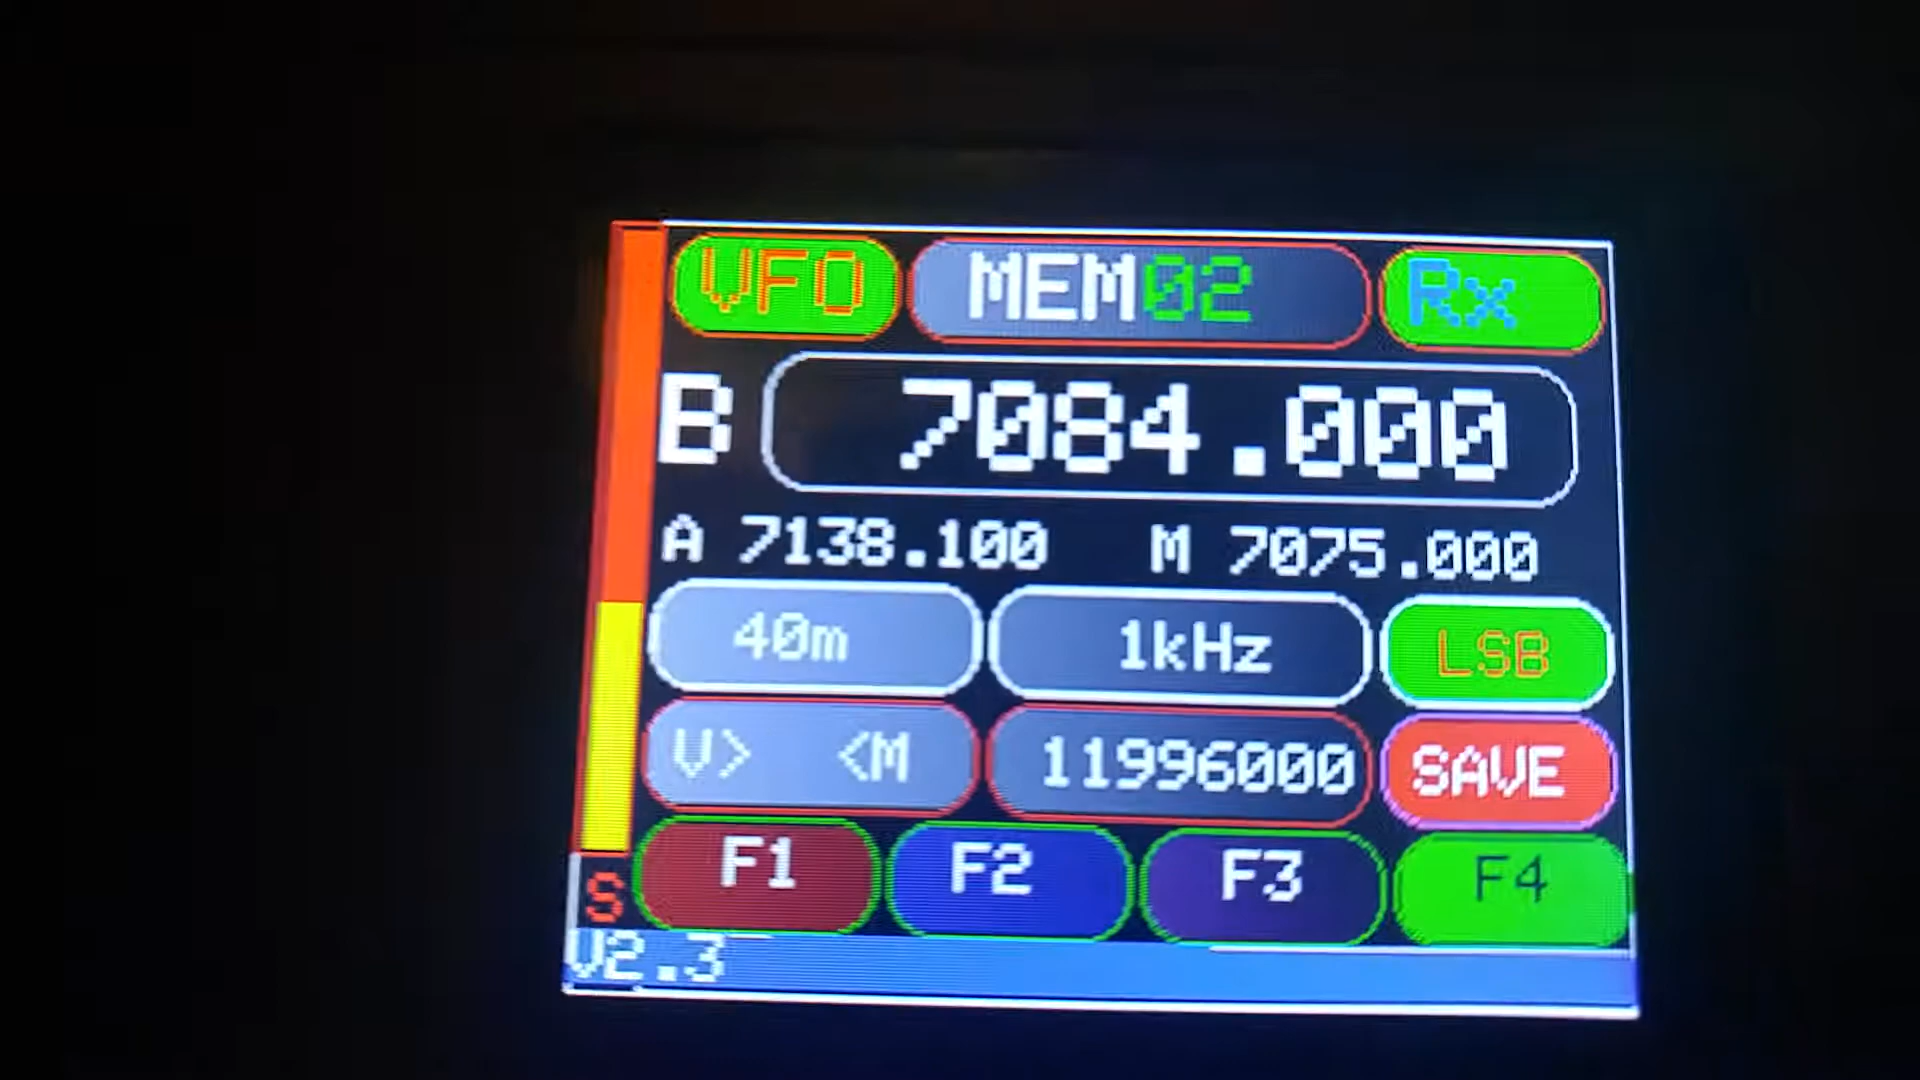 VFO MEM02 Rx
B 7084.000
A 7138.100 M 7075.000
40m 1kHz LSB
V> <M 11996000 SAVE
S F1 F2 F3 F4
V2.3